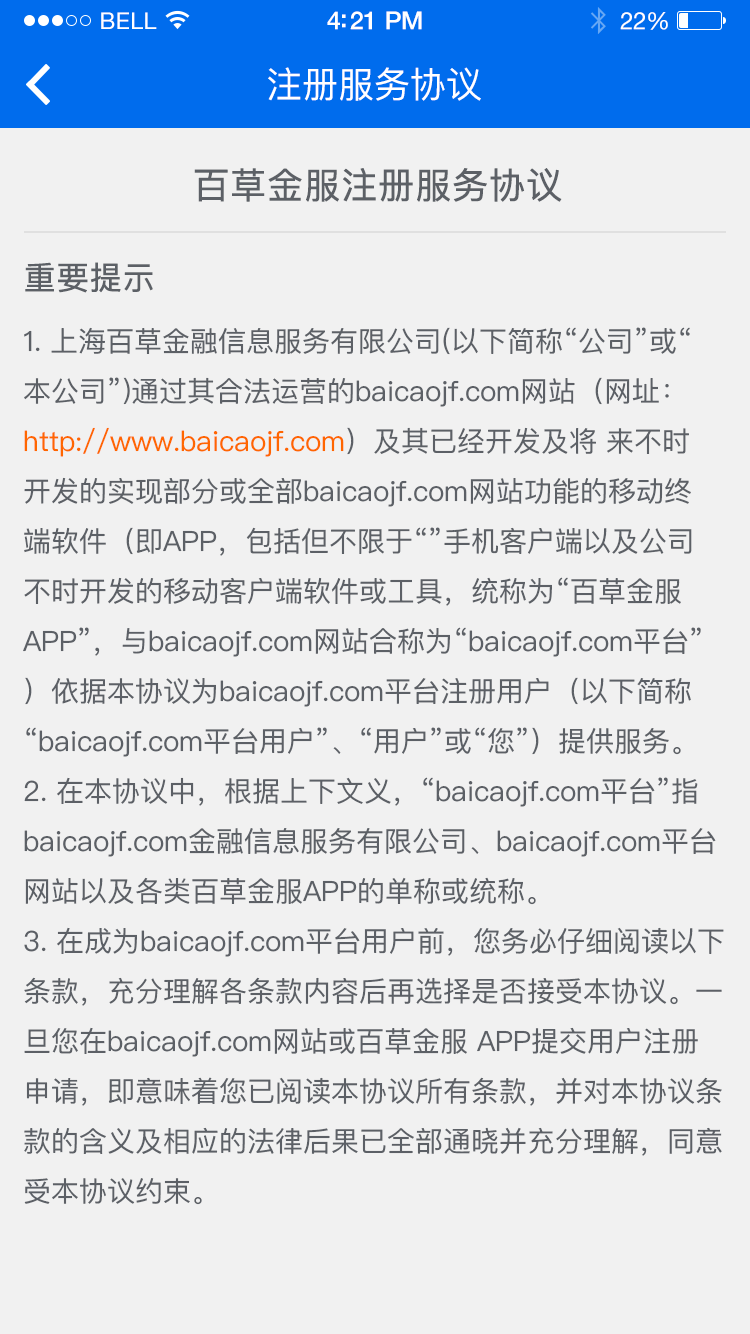 BELL 4:21 PM 22%
注册服务协议
百草金服注册服务协议
重要提示
1. 上海百草金融信息服务有限公司(以下简称“公司”或“
本公司”)通过其合法运营的baicaojf.com网站（网址：
http://www.baicaojf.com）及其已经开发及将 来不时
开发的实现部分或全部baicaojf.com网站功能的移动终
端软件（即APP，包括但不限于“”手机客户端以及公司
不时开发的移动客户端软件或工具，统称为“百草金服
APP”，与baicaojf.com网站合称为“baicaojf.com平台”
）依据本协议为baicaojf.com平台注册用户（以下简称
“baicaojf.com平台用户”、“用户”或“您”）提供服务。
2. 在本协议中，根据上下文义，“baicaojf.com平台”指
baicaojf.com金融信息服务有限公司、baicaojf.com平台
网站以及各类百草金服APP的单称或统称。
3. 在成为baicaojf.com平台用户前，您务必仔细阅读以下
条款，充分理解各条款内容后再选择是否接受本协议。一
旦您在baicaojf.com网站或百草金服 APP提交用户注册
申请，即意味着您已阅读本协议所有条款，并对本协议条
款的含义及相应的法律后果已全部通晓并充分理解，同意
受本协议约束。